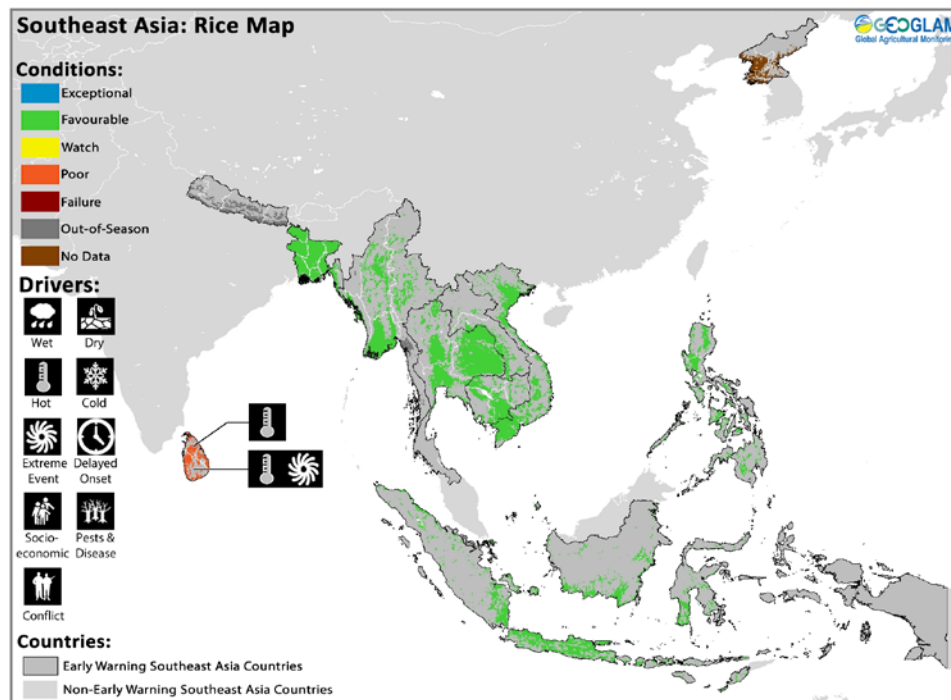 Southeast Asia: Rice Map
GEOGLAM
Global Agricultural Monitoring
Conditions:
Exceptional
Favourable
Watch
Poor
Failure
Out-of-Season
No Data
Drivers:
Wet Dry
Hot Cold
Extreme Delayed
Event Onset
Socio- Pests &
economic Disease
Conflict
Countries:
Early Warning Southeast Asia Countries
Non-Early Warning Southeast Asia Countries